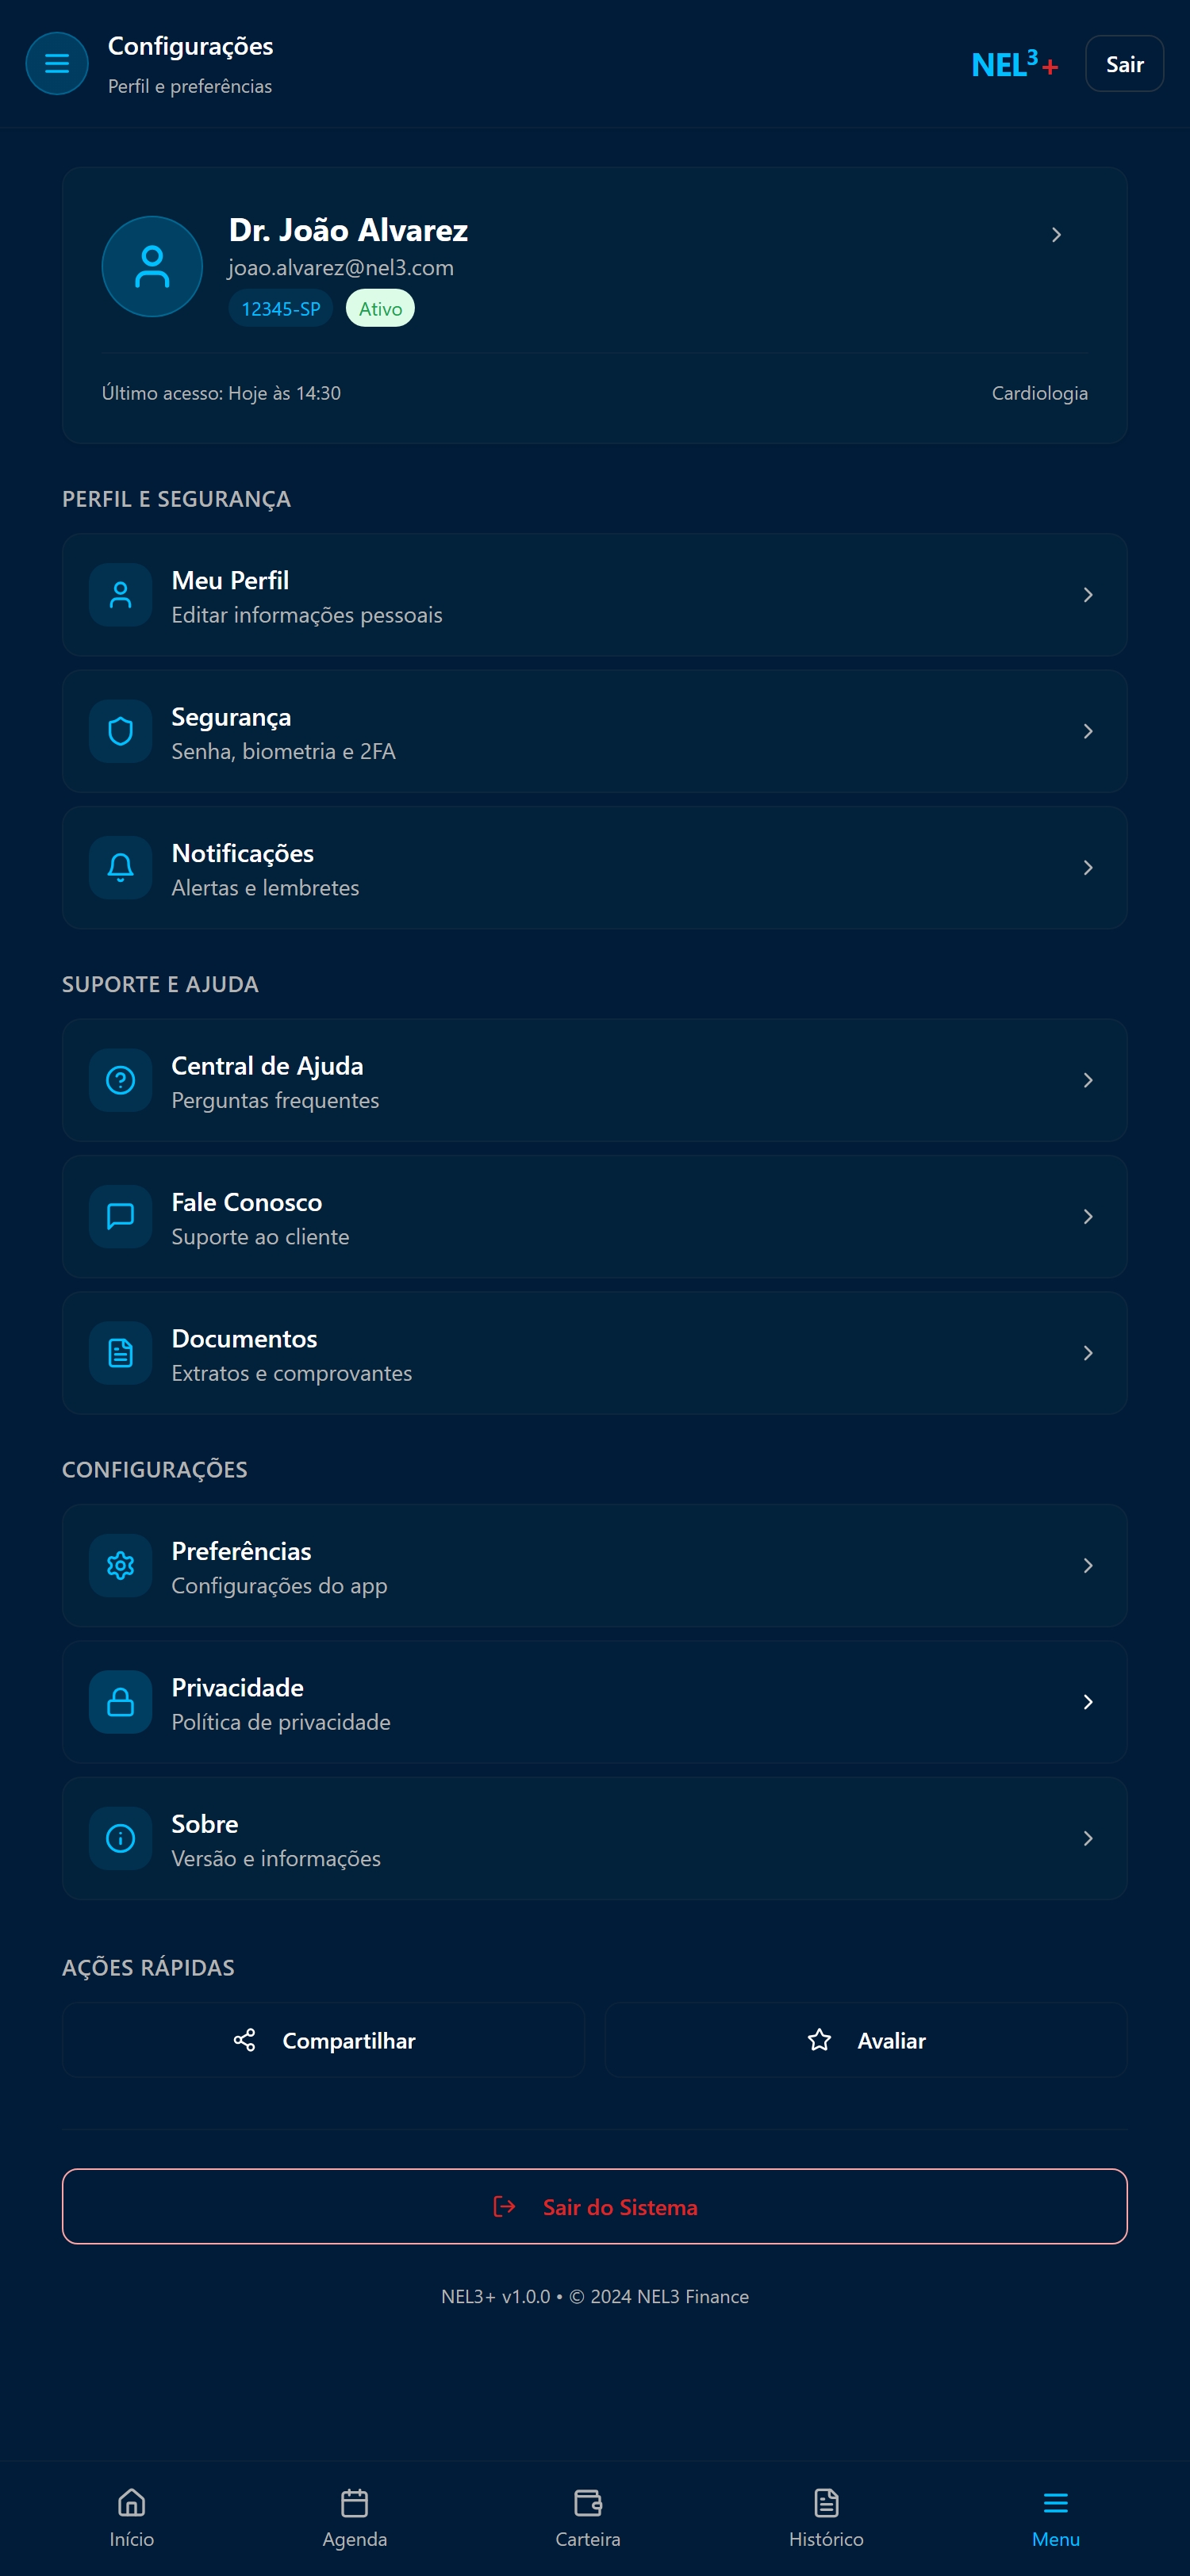 Configurações
Perfil e preferências
NEL³+
Sair
Dr. João Alvarez
joao.alvarez@nel3.com
12345-SP
Ativo
Último acesso: Hoje às 14:30
Cardiologia
PERFIL E SEGURANÇA
Meu Perfil
Editar informações pessoais
Segurança
Senha, biometria e 2FA
Notificações
Alertas e lembretes
SUPORTE E AJUDA
Central de Ajuda
Perguntas frequentes
Fale Conosco
Suporte ao cliente
Documentos
Extratos e comprovantes
CONFIGURAÇÕES
Preferências
Configurações do app
Privacidade
Política de privacidade
Sobre
Versão e informações
AÇÕES RÁPIDAS
Compartilhar
Avaliar
Sair do Sistema
NEL3+ v1.0.0 • © 2024 NEL3 Finance
Início
Agenda
Carteira
Histórico
Menu